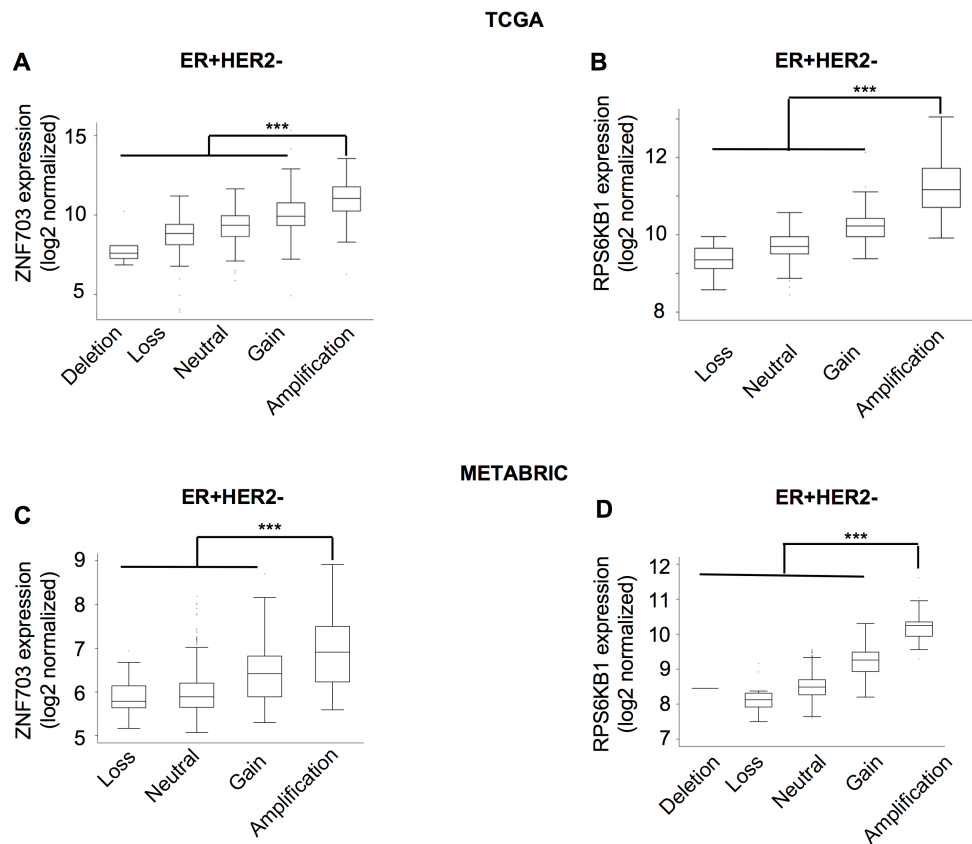 TCGA
A
ER+HER2-
***
ZNF703 expression
(log2 normalized)
15
10
5
Deletion
Loss
Neutral
Gain
Amplification
B
ER+HER2-
***
RPS6KB1 expression
(log2 normalized)
12
10
8
Loss
Neutral
Gain
Amplification
METABRIC
C
ER+HER2-
***
ZNF703 expression
(log2 normalized)
9
8
7
6
5
Loss
Neutral
Gain
Amplification
D
ER+HER2-
***
RPS6KB1 expression
(log2 normalized)
12
11
10
9
8
7
Deletion
Loss
Neutral
Gain
Amplification